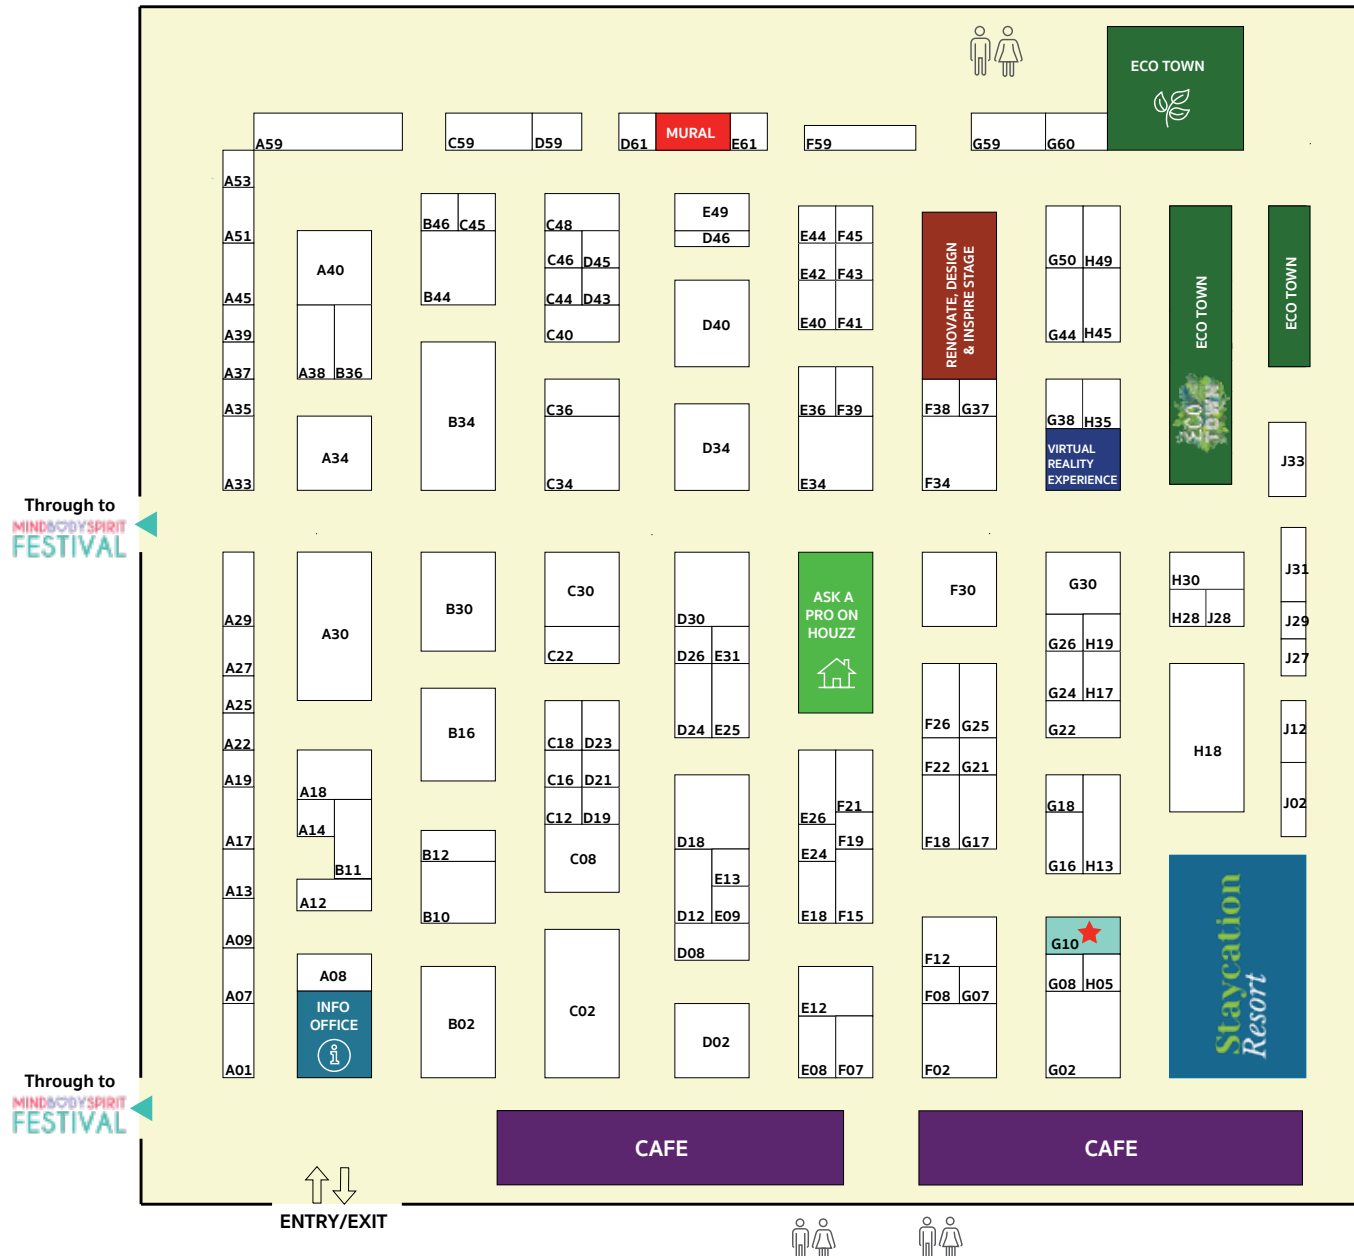 ECO TOWN
A59
C59
D59
D61
MURAL
E61
F59
G59
G60
A53
A51
A45
A39
A37
A35
A33
A40
A38
B36
A34
B46
C45
B44
B34
C48
C46
D45
C44
D43
C40
C36
C34
E49
D46
D40
D34
E44
F45
E42
F43
E40
F41
E36
F39
E34
RENOVATE, DESIGN
& INSPIRE STAGE
F38
G37
F34
G50
H49
G44
H45
G38
H35
VIRTUAL
REALITY
EXPERIENCE
ECO TOWN
ECO
TOWN
ECO TOWN
J33
Through to
MINDBODYSPIRIT
FESTIVAL
A29
A27
A25
A22
A19
A17
A13
A09
A07
A01
A30
A18
A14
B11
A12
A08
INFO
OFFICE
i
B30
B16
B12
B10
B02
C30
C22
C18
D23
C16
D21
C12
D19
C08
C02
D30
D26
E31
D24
E25
D18
E13
D12
E09
D08
D02
ASK A
PRO ON
HOUZZ
E26
F21
E24
F19
E18
F15
E12
E08
F07
F30
F26
G25
F22
G21
F18
G17
F12
F08
G07
F02
G30
G26
H19
G24
H17
G22
G18
G16
H13
G10
G08
H05
G02
H30
H28
J28
H18
J31
J29
J27
J12
J02
Staycation
Resort
Through to
MINDBODYSPIRIT
FESTIVAL
CAFE
CAFE
ENTRY/EXIT